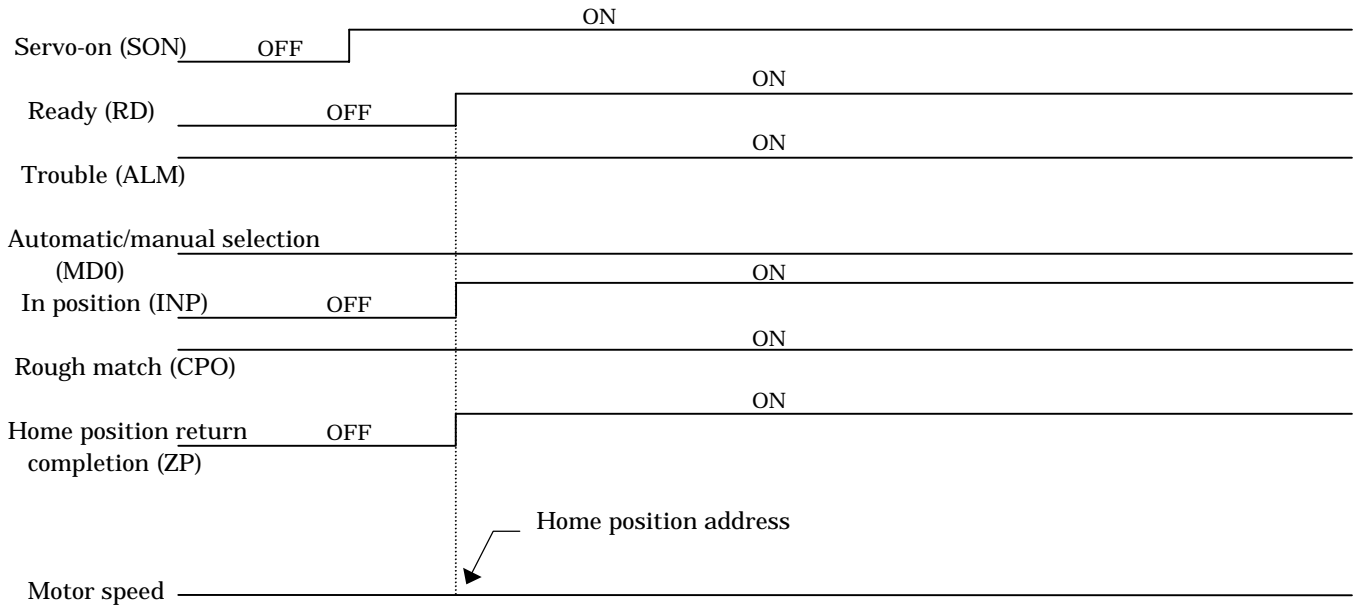 ON
Servo-on (SON) OFF
ON
Ready (RD) OFF
ON
Trouble (ALM)
Automatic/manual selection
(MD0)
ON
In position (INP) OFF
ON
Rough match (CPO)
ON
Home position return OFF
completion (ZP)
Home position address
Motor speed